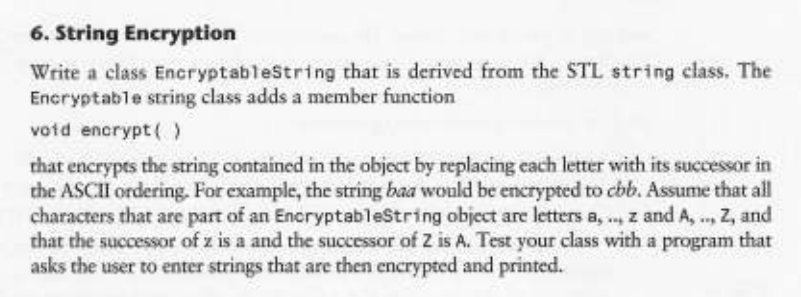 6. String Encryption
Write a class EncryptableString that is derived from the STL string class. The
Encryptable string class adds a member function
void encrypt( )
that encrypts the string contained in the object by replacing each letter with its successor in
the ASCII ordering. For example, the string baa would be encrypted to cbb. Assume that all
characters that are part of an EncryptableString object are letters a, .., z and A, .., Z, and
that the successor of z is a and the successor of Z is A. Test your class with a program that
asks the user to enter strings that are then encrypted and printed.